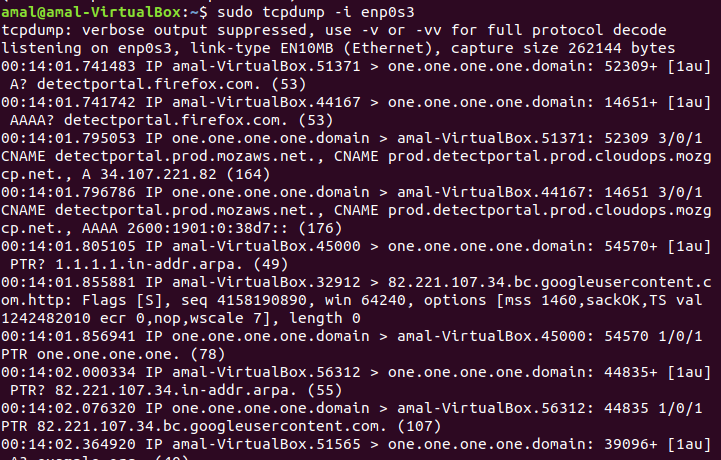 amal@amal-VirtualBox:~$ sudo tcpdump -i enp0s3
tcpdump: verbose output suppressed, use -v or -vv for full protocol decode
listening on enp0s3, link-type EN10MB (Ethernet), capture size 262144 bytes
00:14:01.741483 IP amal-VirtualBox.51371 > one.one.one.one.domain: 52309+ [1au]
 A? detectportal.firefox.com. (53)
00:14:01.741742 IP amal-VirtualBox.44167 > one.one.one.one.domain: 14651+ [1au]
 AAAA? detectportal.firefox.com. (53)
00:14:01.795053 IP one.one.one.one.domain > amal-VirtualBox.51371: 52309 3/0/1
CNAME detectportal.prod.mozaws.net., CNAME prod.detectportal.prod.cloudops.mozg
cp.net., A 34.107.221.82 (164)
00:14:01.796786 IP one.one.one.one.domain > amal-VirtualBox.44167: 14651 3/0/1
CNAME detectportal.prod.mozaws.net., CNAME prod.detectportal.prod.cloudops.mozg
cp.net., AAAA 2600:1901:0:38d7:: (176)
00:14:01.805105 IP amal-VirtualBox.45000 > one.one.one.one.domain: 54570+ [1au]
 PTR? 1.1.1.1.in-addr.arpa. (49)
00:14:01.855881 IP amal-VirtualBox.32912 > 82.221.107.34.bc.googleusercontent.c
om.http: Flags [S], seq 4158190890, win 64240, options [mss 1460,sackOK,TS val
1242482010 ecr 0,nop,wscale 7], length 0
00:14:01.856941 IP one.one.one.one.domain > amal-VirtualBox.45000: 54570 1/0/1
PTR one.one.one.one. (78)
00:14:02.000334 IP amal-VirtualBox.56312 > one.one.one.one.domain: 44835+ [1au]
 PTR? 82.221.107.34.in-addr.arpa. (55)
00:14:02.076320 IP one.one.one.one.domain > amal-VirtualBox.56312: 44835 1/0/1
PTR 82.221.107.34.bc.googleusercontent.com. (107)
00:14:02.364920 IP amal-VirtualBox.51565 > one.one.one.one.domain: 39096+ [1au]